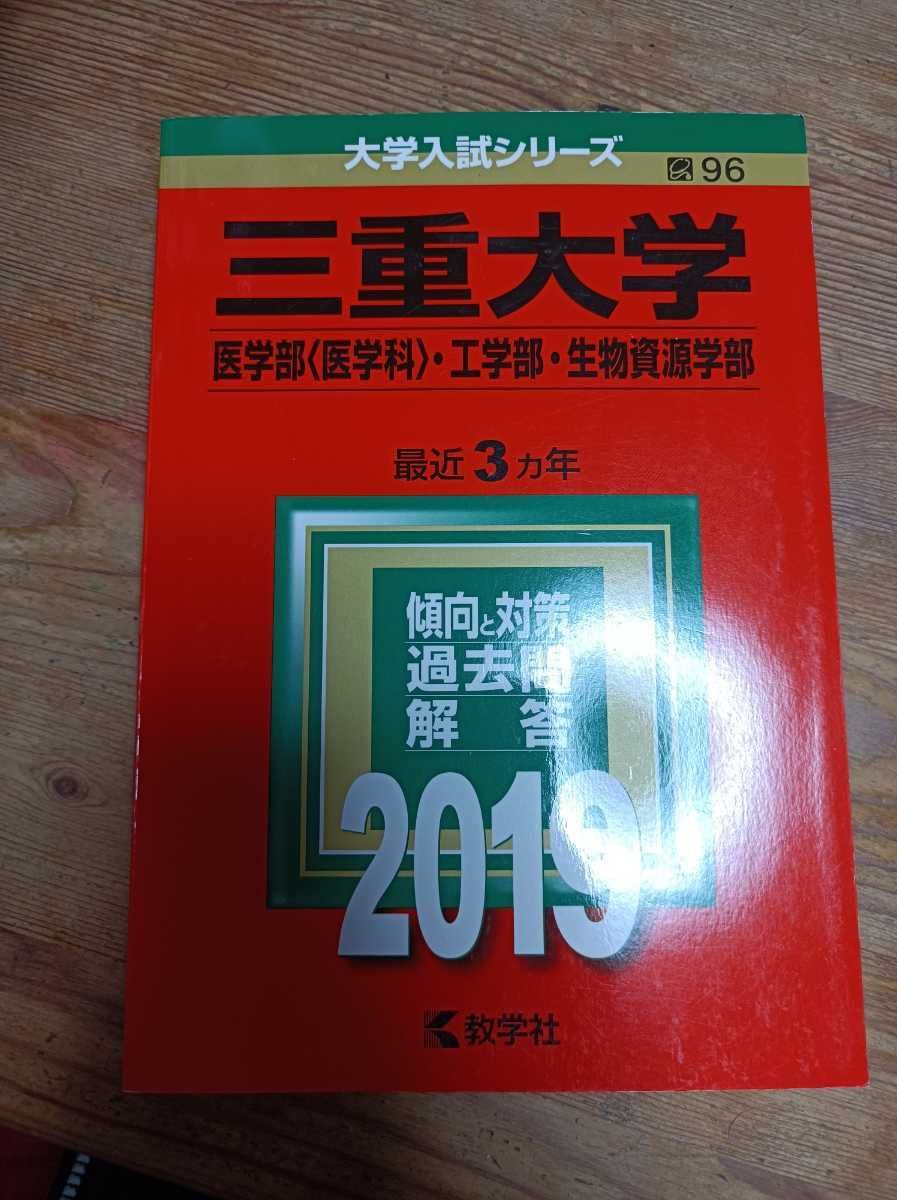 大学入試シリーズ
96
三重大学
医学部〈医学科〉・工学部・生物資源学部
最近3カ年
傾向と対策
過去問
解答
2019
教学社